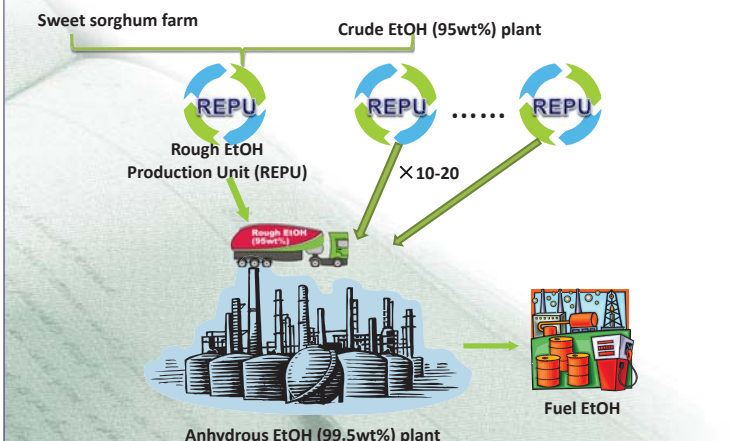 Sweet sorghum farm
Crude EtOH (95wt%) plant
REPU
REPU
......
REPU
Rough EtOH
Production Unit (REPU)
×10-20
Rough EtOH
(95wt%)
Fuel EtOH
Anhydrous EtOH (99.5wt%) plant